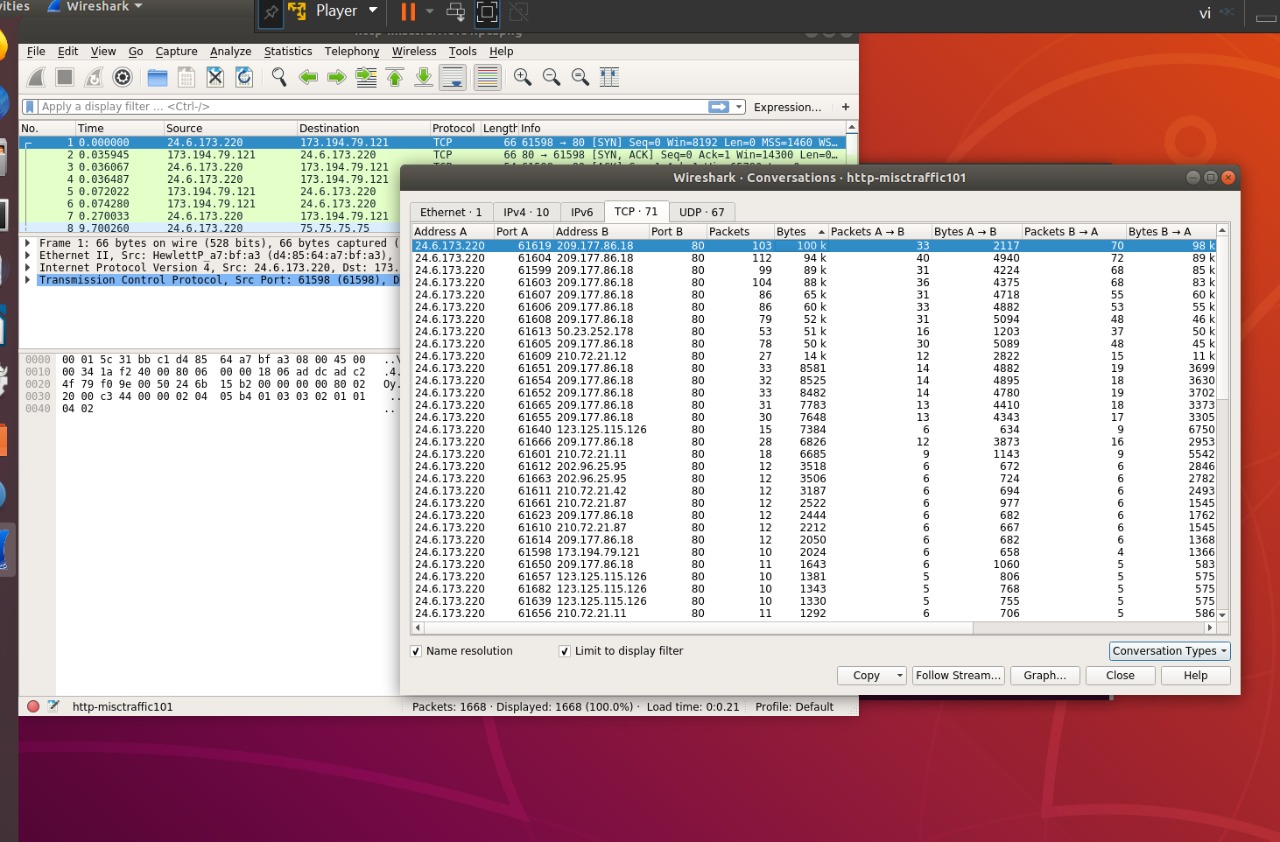 vities Wireshark Player vi
File Edit View Go Capture Analyze Statistics Telephony Wireless Tools Help
Apply a display filter ... <Ctrl-/> Expression... +
No. Time Source Destination Protocol Length Info
1 0.000000 24.6.173.220 173.194.79.121 TCP 66 61598 → 80 [SYN] Seq=0 Win=8192 Len=0 MSS=1460 WS…
2 0.035945 173.194.79.121 24.6.173.220 TCP 66 80 → 61598 [SYN, ACK] Seq=0 Ack=1 Win=14300 Len=0…
3 0.036067 24.6.173.220 173.194.79.121
4 0.036487 24.6.173.220 173.194.79.121
5 0.072022 173.194.79.121 24.6.173.220
6 0.074280 173.194.79.121 24.6.173.220
7 0.270033 24.6.173.220 173.194.79.121
8 9.700260 24.6.173.220 75.75.75.75
Frame 1: 66 bytes on wire (528 bits), 66 bytes captured (
Ethernet II, Src: HewlettP_a7:bf:a3 (d4:85:64:a7:bf:a3),
Internet Protocol Version 4, Src: 24.6.173.220, Dst: 173.
Transmission Control Protocol, Src Port: 61598 (61598), D
0000 00 01 5c 31 bb c1 d4 85 64 a7 bf a3 08 00 45 00 ..\
0010 00 34 1a f2 40 00 80 06 00 00 18 06 ad dc ad c2 .4.
0020 4f 79 f0 9e 00 50 24 6b 15 b2 00 00 00 00 80 02 Oy.
0030 20 00 c3 44 00 00 02 04 05 b4 01 03 03 02 01 01 ..
0040 04 02 ..
http-misctraffic101 Packets: 1668 · Displayed: 1668 (100.0%) · Load time: 0:0.21 Profile: Default
Wireshark · Conversations · http-misctraffic101
Ethernet · 1 IPv4 · 10 IPv6 TCP · 71 UDP · 67
Address A Port A Address B Port B Packets Bytes Packets A → B Bytes A → B Packets B → A Bytes B → A
24.6.173.220 61619 209.177.86.18 80 103 100 k 33 2117 70 98 k
24.6.173.220 61604 209.177.86.18 80 112 94 k 40 4940 72 89 k
24.6.173.220 61599 209.177.86.18 80 99 89 k 31 4224 68 85 k
24.6.173.220 61603 209.177.86.18 80 104 88 k 36 4375 68 83 k
24.6.173.220 61607 209.177.86.18 80 86 65 k 31 4718 55 60 k
24.6.173.220 61606 209.177.86.18 80 86 60 k 33 4882 53 55 k
24.6.173.220 61608 209.177.86.18 80 79 52 k 31 5094 48 46 k
24.6.173.220 61613 50.23.252.178 80 53 51 k 16 1203 37 50 k
24.6.173.220 61605 209.177.86.18 80 78 50 k 30 5089 48 45 k
24.6.173.220 61609 210.72.21.12 80 27 14 k 12 2822 15 11 k
24.6.173.220 61651 209.177.86.18 80 33 8581 14 4882 19 3699
24.6.173.220 61654 209.177.86.18 80 32 8525 14 4895 18 3630
24.6.173.220 61652 209.177.86.18 80 33 8482 14 4780 19 3702
24.6.173.220 61665 209.177.86.18 80 31 7783 13 4410 18 3373
24.6.173.220 61655 209.177.86.18 80 30 7648 13 4343 17 3305
24.6.173.220 61640 123.125.115.126 80 15 7384 6 634 9 6750
24.6.173.220 61666 209.177.86.18 80 28 6826 12 3873 16 2953
24.6.173.220 61601 210.72.21.11 80 18 6685 9 1143 9 5542
24.6.173.220 61612 202.96.25.95 80 12 3518 6 672 6 2846
24.6.173.220 61663 202.96.25.95 80 12 3506 6 724 6 2782
24.6.173.220 61611 210.72.21.42 80 12 3187 6 694 6 2493
24.6.173.220 61661 210.72.21.87 80 12 2522 6 977 6 1545
24.6.173.220 61623 209.177.86.18 80 12 2444 6 682 6 1762
24.6.173.220 61610 210.72.21.87 80 12 2212 6 667 6 1545
24.6.173.220 61614 209.177.86.18 80 12 2050 6 682 6 1368
24.6.173.220 61598 173.194.79.121 80 10 2024 6 658 4 1366
24.6.173.220 61650 209.177.86.18 80 11 1643 6 1060 5 583
24.6.173.220 61657 123.125.115.126 80 10 1381 5 806 5 575
24.6.173.220 61682 123.125.115.126 80 10 1343 5 768 5 575
24.6.173.220 61639 123.125.115.126 80 10 1330 5 755 5 575
24.6.173.220 61656 210.72.21.11 80 11 1292 6 706 5 586
Name resolution Limit to display filter Conversation Types
Copy Follow Stream... Graph... Close Help